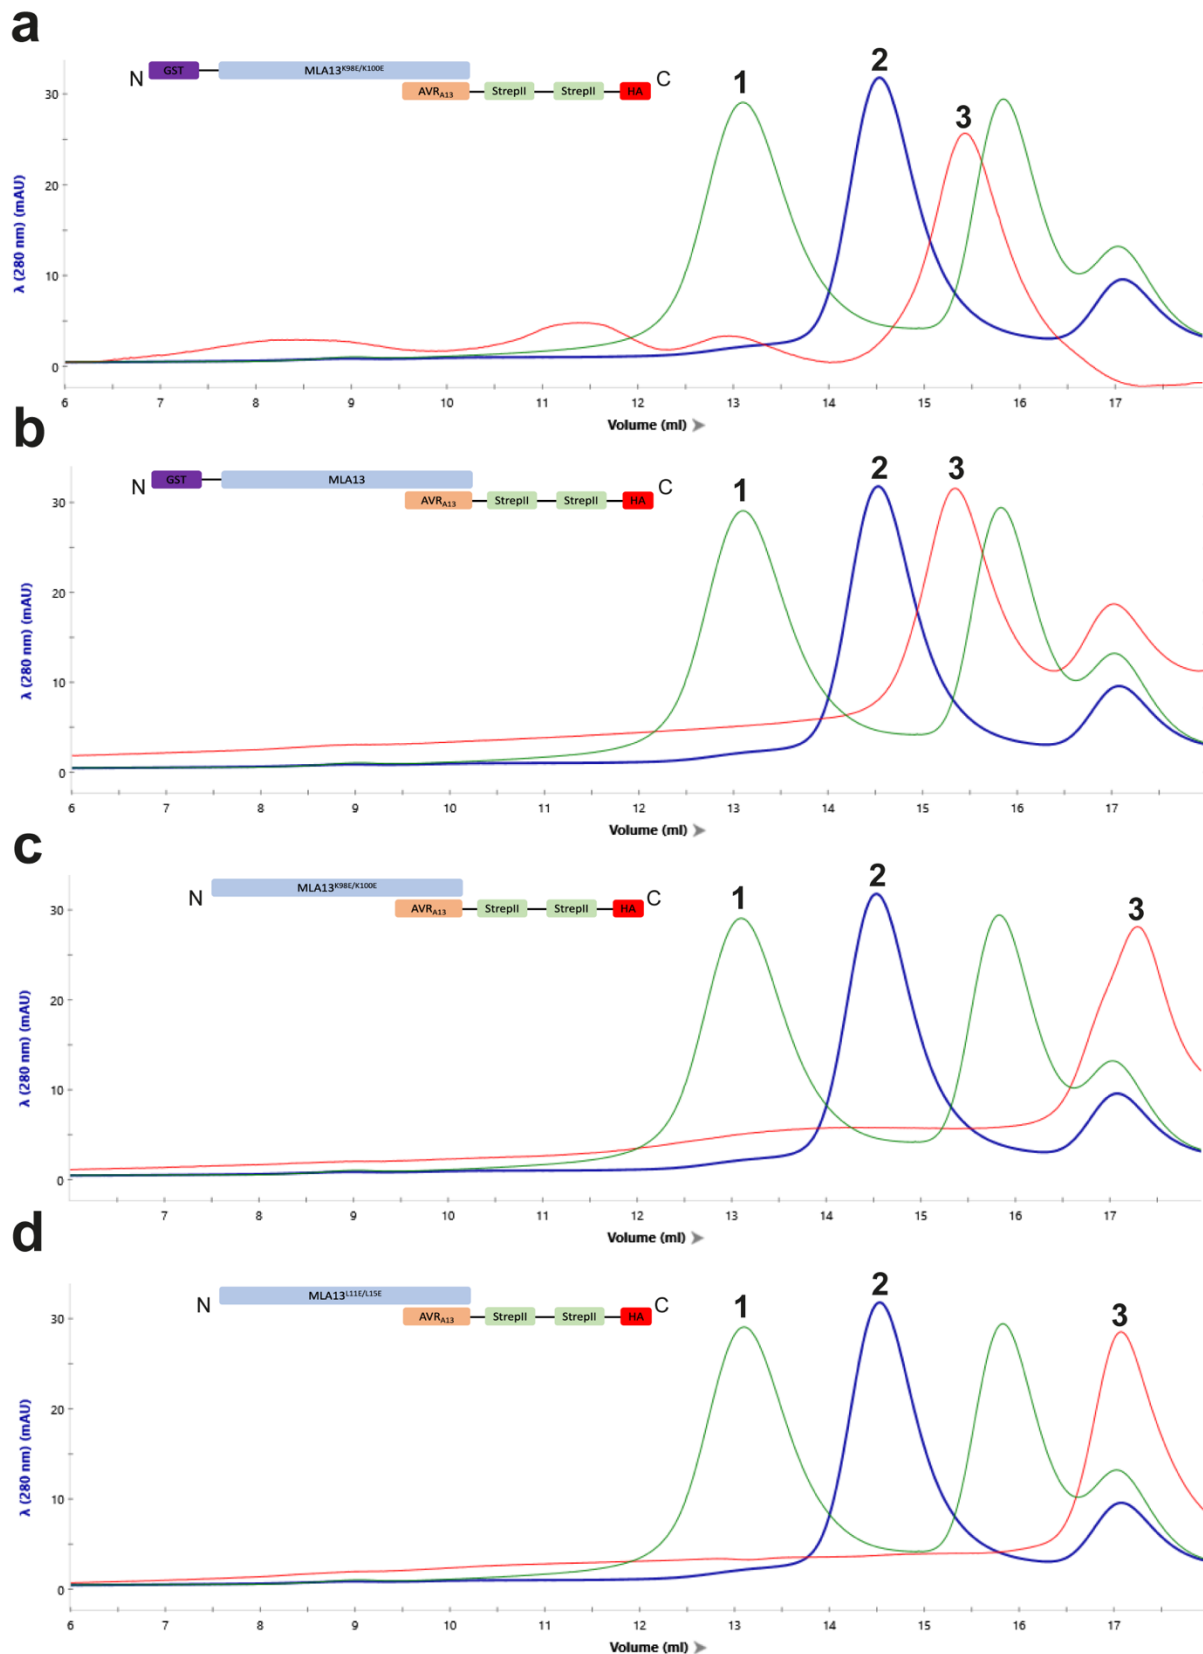 a
N GST MLA13K98E/K100E
AVRA13 StrepII StrepII HA C
1 2 3
λ (280 nm) (mAU)
30
20
10
0
6 7 8 9 10 11 12 13 14 15 16 17
Volume (ml)
b
N GST MLA13
AVRA13 StrepII StrepII HA C
1 2 3
λ (280 nm) (mAU)
30
20
10
0
6 7 8 9 10 11 12 13 14 15 16 17
Volume (ml)
c
N MLA13K98E/K100E
AVRA13 StrepII StrepII HA C
1 2 3
λ (280 nm) (mAU)
30
20
10
0
7 8 9 10 11 12 13 14 15 16 17
Volume (ml)
d
N MLA13L11E/L15E
AVRA13 StrepII StrepII HA C
1 2 3
λ (280 nm) (mAU)
30
20
10
0
6 7 8 9 10 11 12 13 14 15 16 17
Volume (ml)